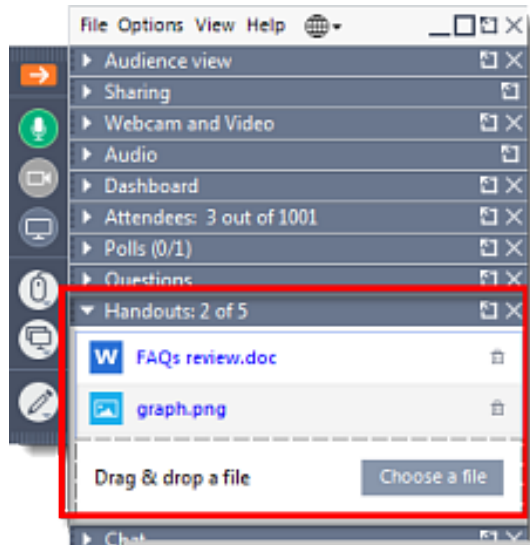 File Options View Help
Audience view
Sharing
Webcam and Video
Audio
Dashboard
Attendees: 3 out of 1001
Polls (0/1)
Questions
Handouts: 2 of 5
W FAQs review.doc
graph.png
Drag & drop a file Choose a file
Chat